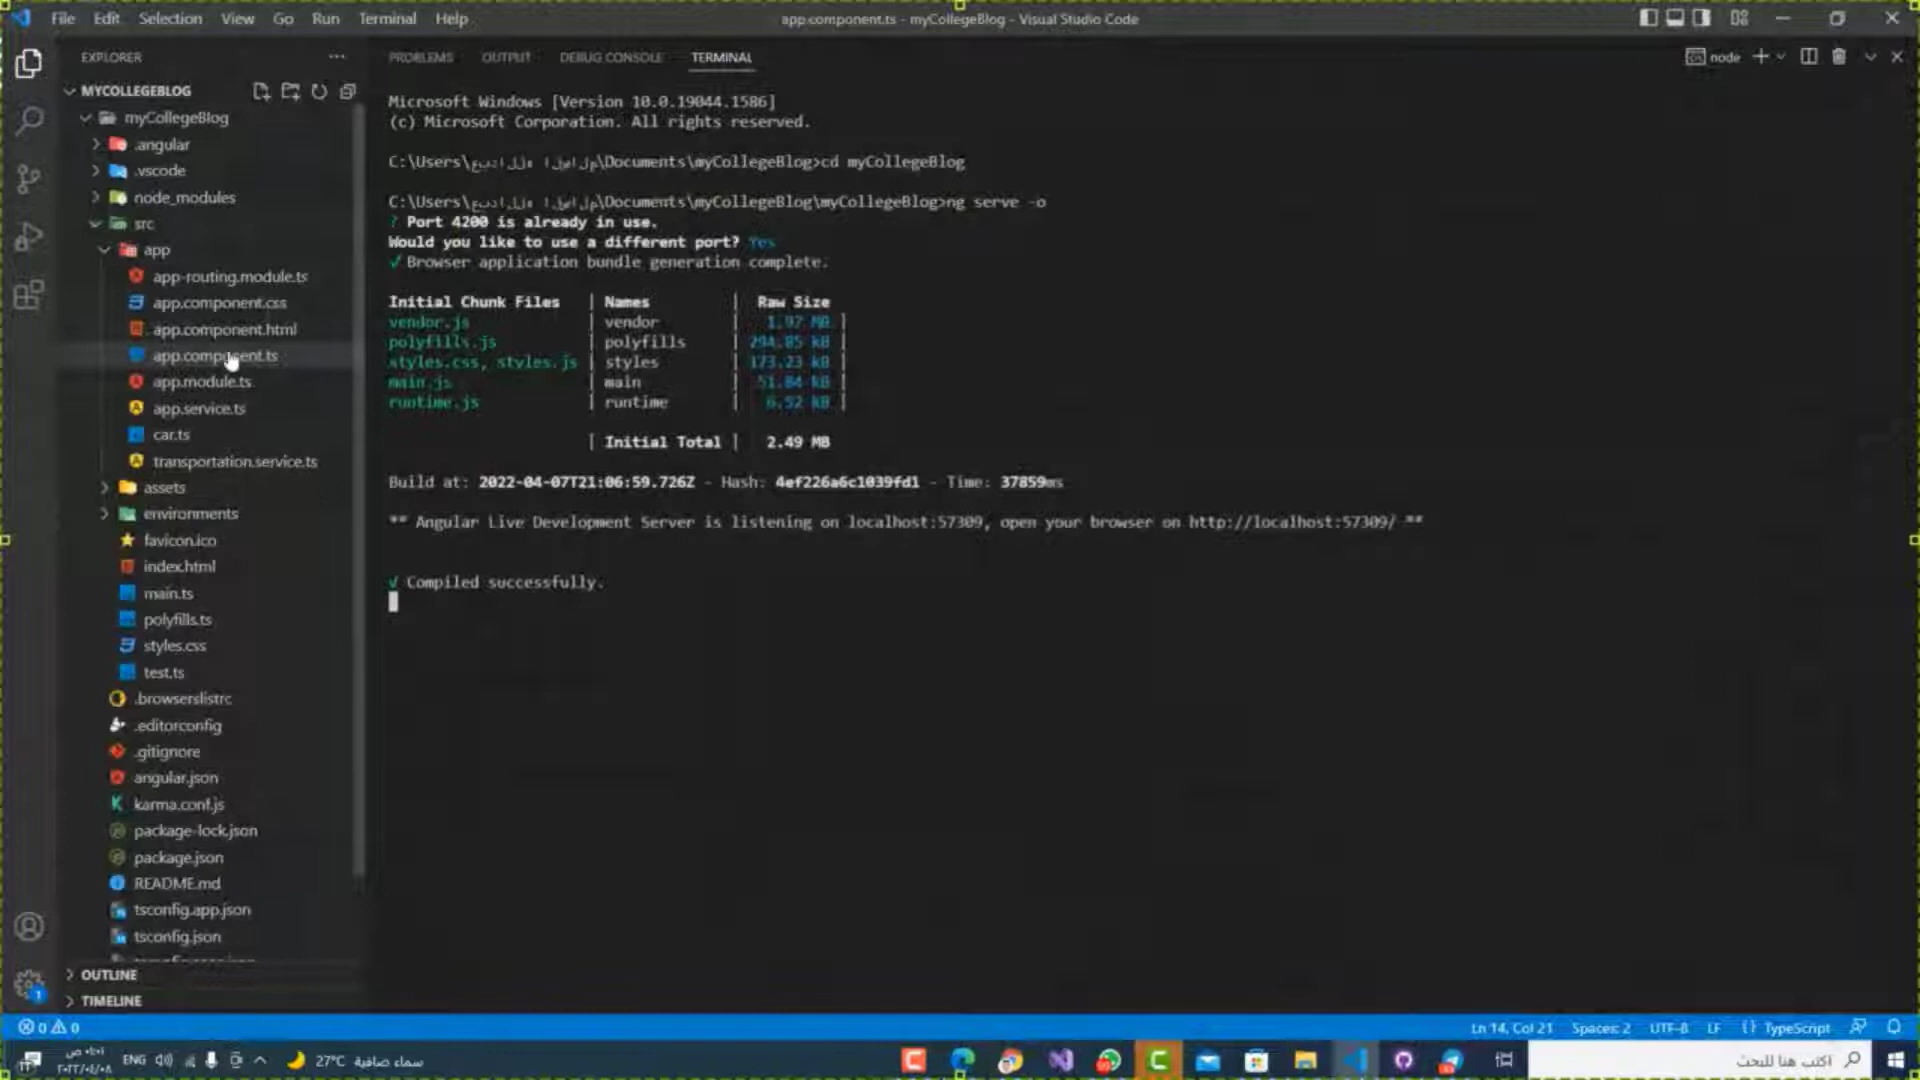 File Edit Selection View Go Run Terminal Help
app.component.ts - myCollegeBlog - Visual Studio Code
EXPLORER
MYCOLLEGEBLOG
myCollegeBlog
.angular
.vscode
node_modules
src
app
app-routing.module.ts
app.component.css
app.component.html
app.component.ts
app.module.ts
app.service.ts
car.ts
transportation.service.ts
assets
environments
favicon.ico
index.html
main.ts
polyfills.ts
styles.css
test.ts
.browserslistrc
.editorconfig
.gitignore
angular.json
karma.conf.js
package-lock.json
package.json
README.md
tsconfig.app.json
tsconfig.json
OUTLINE
TIMELINE
PROBLEMS OUTPUT DEBUG CONSOLE TERMINAL
node
Microsoft Windows [Version 10.0.19044.1586]
(c) Microsoft Corporation. All rights reserved.
\Documents\myCollegeBlog>cd myCollegeBlog
\Documents\myCollegeBlog\myCollegeBlog>ng serve -o
? Port 4200 is already in use.
Would you like to use a different port? Yes
√ Browser application bundle generation complete.
Initial Chunk Files | Names | Raw Size
vendor.js | vendor | 1.97 MB |
polyfills.js | polyfills | 294.85 kB |
styles.css, styles.js | styles | 173.23 kB |
main.js | main | 51.84 kB |
runtime.js | runtime | 6.52 kB |
| Initial Total | 2.49 MB
Build at: 2022-04-07T21:06:59.726Z - Hash: 4ef226a6c1039fd1 - Time: 37859ms
** Angular Live Development Server is listening on localhost:57309, open your browser on http://localhost:57309/ **
√ Compiled successfully.
0 0
Ln 14, Col 21 Spaces: 2 UTF-8 LF {} TypeScript
ENG
27°C سماء صافية
اكتب هنا للبحث